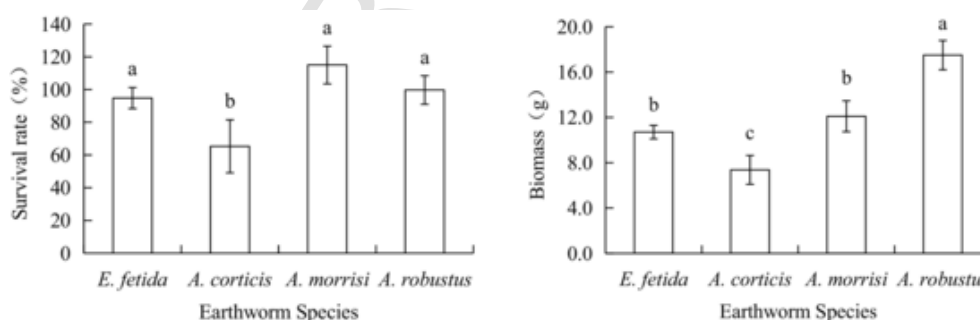 140
120
100
80
60
40
20
0
Survival rate（%）
a
b
a
a
E. fetida A. corticis A. morrisi A. robustus
Earthworm Species
20.0
16.0
12.0
8.0
4.0
0.0
Biomass（g）
b
c
b
a
E. fetida A. corticis A. morrisi A. robustus
Earthworm Species